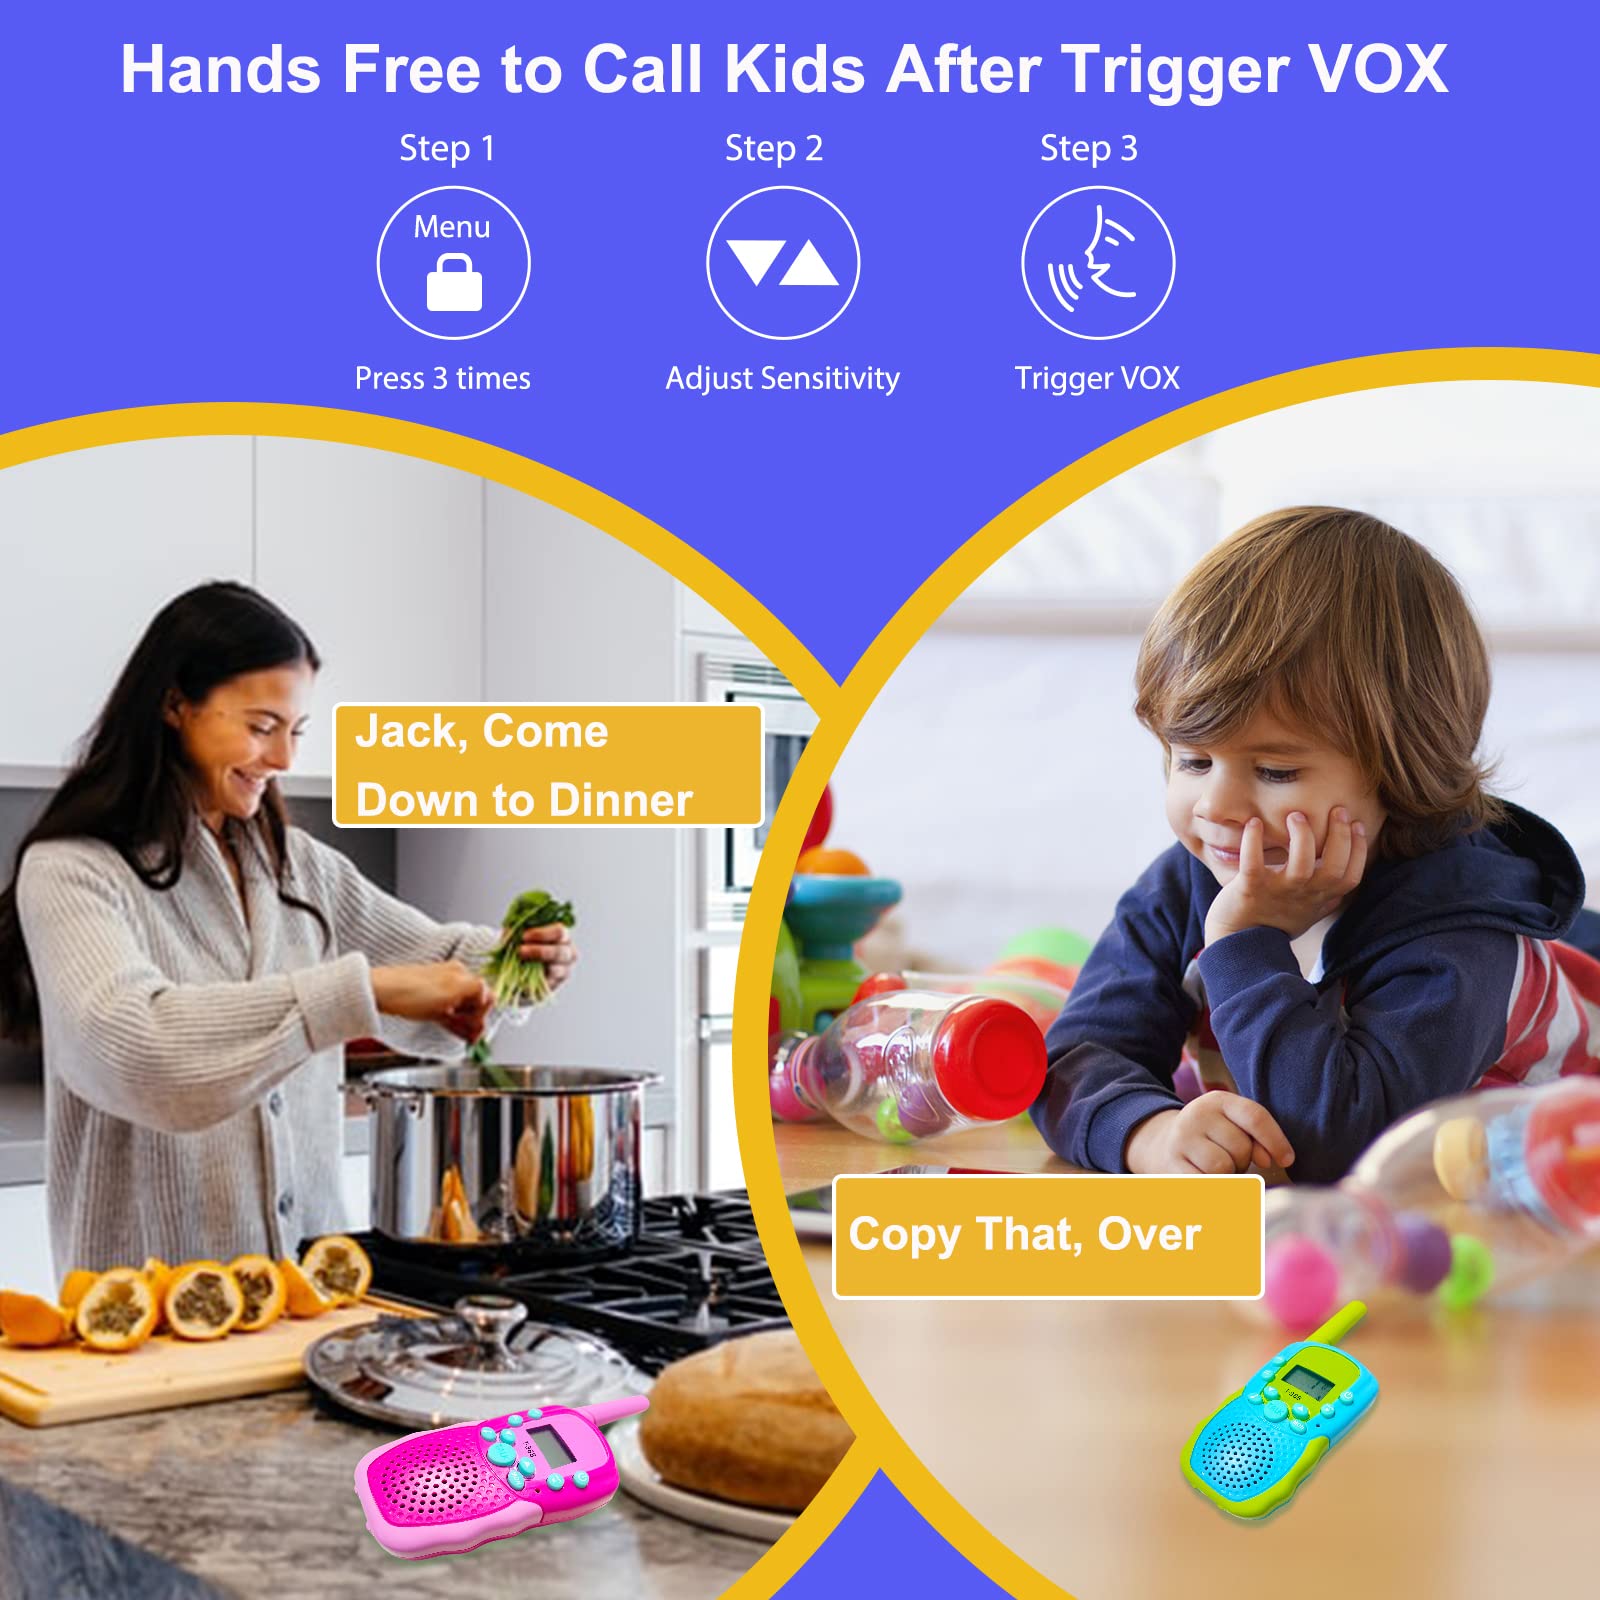 Hands Free to Call Kids After Trigger VOX
Step 1
Step 2
Step 3
Menu
Press 3 times
Adjust Sensitivity
Trigger VOX
Jack, Come
Down to Dinner
Copy That, Over